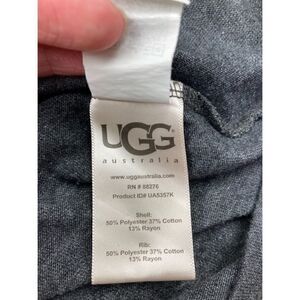 UGG®
australia
www.uggaustralia.com
RN # 88276
Product ID# UA5357K
Shell:
50% Polyester 37% Cotton
13% Rayon
Rib:
50% Polyester 37% Cotton
13% Rayon